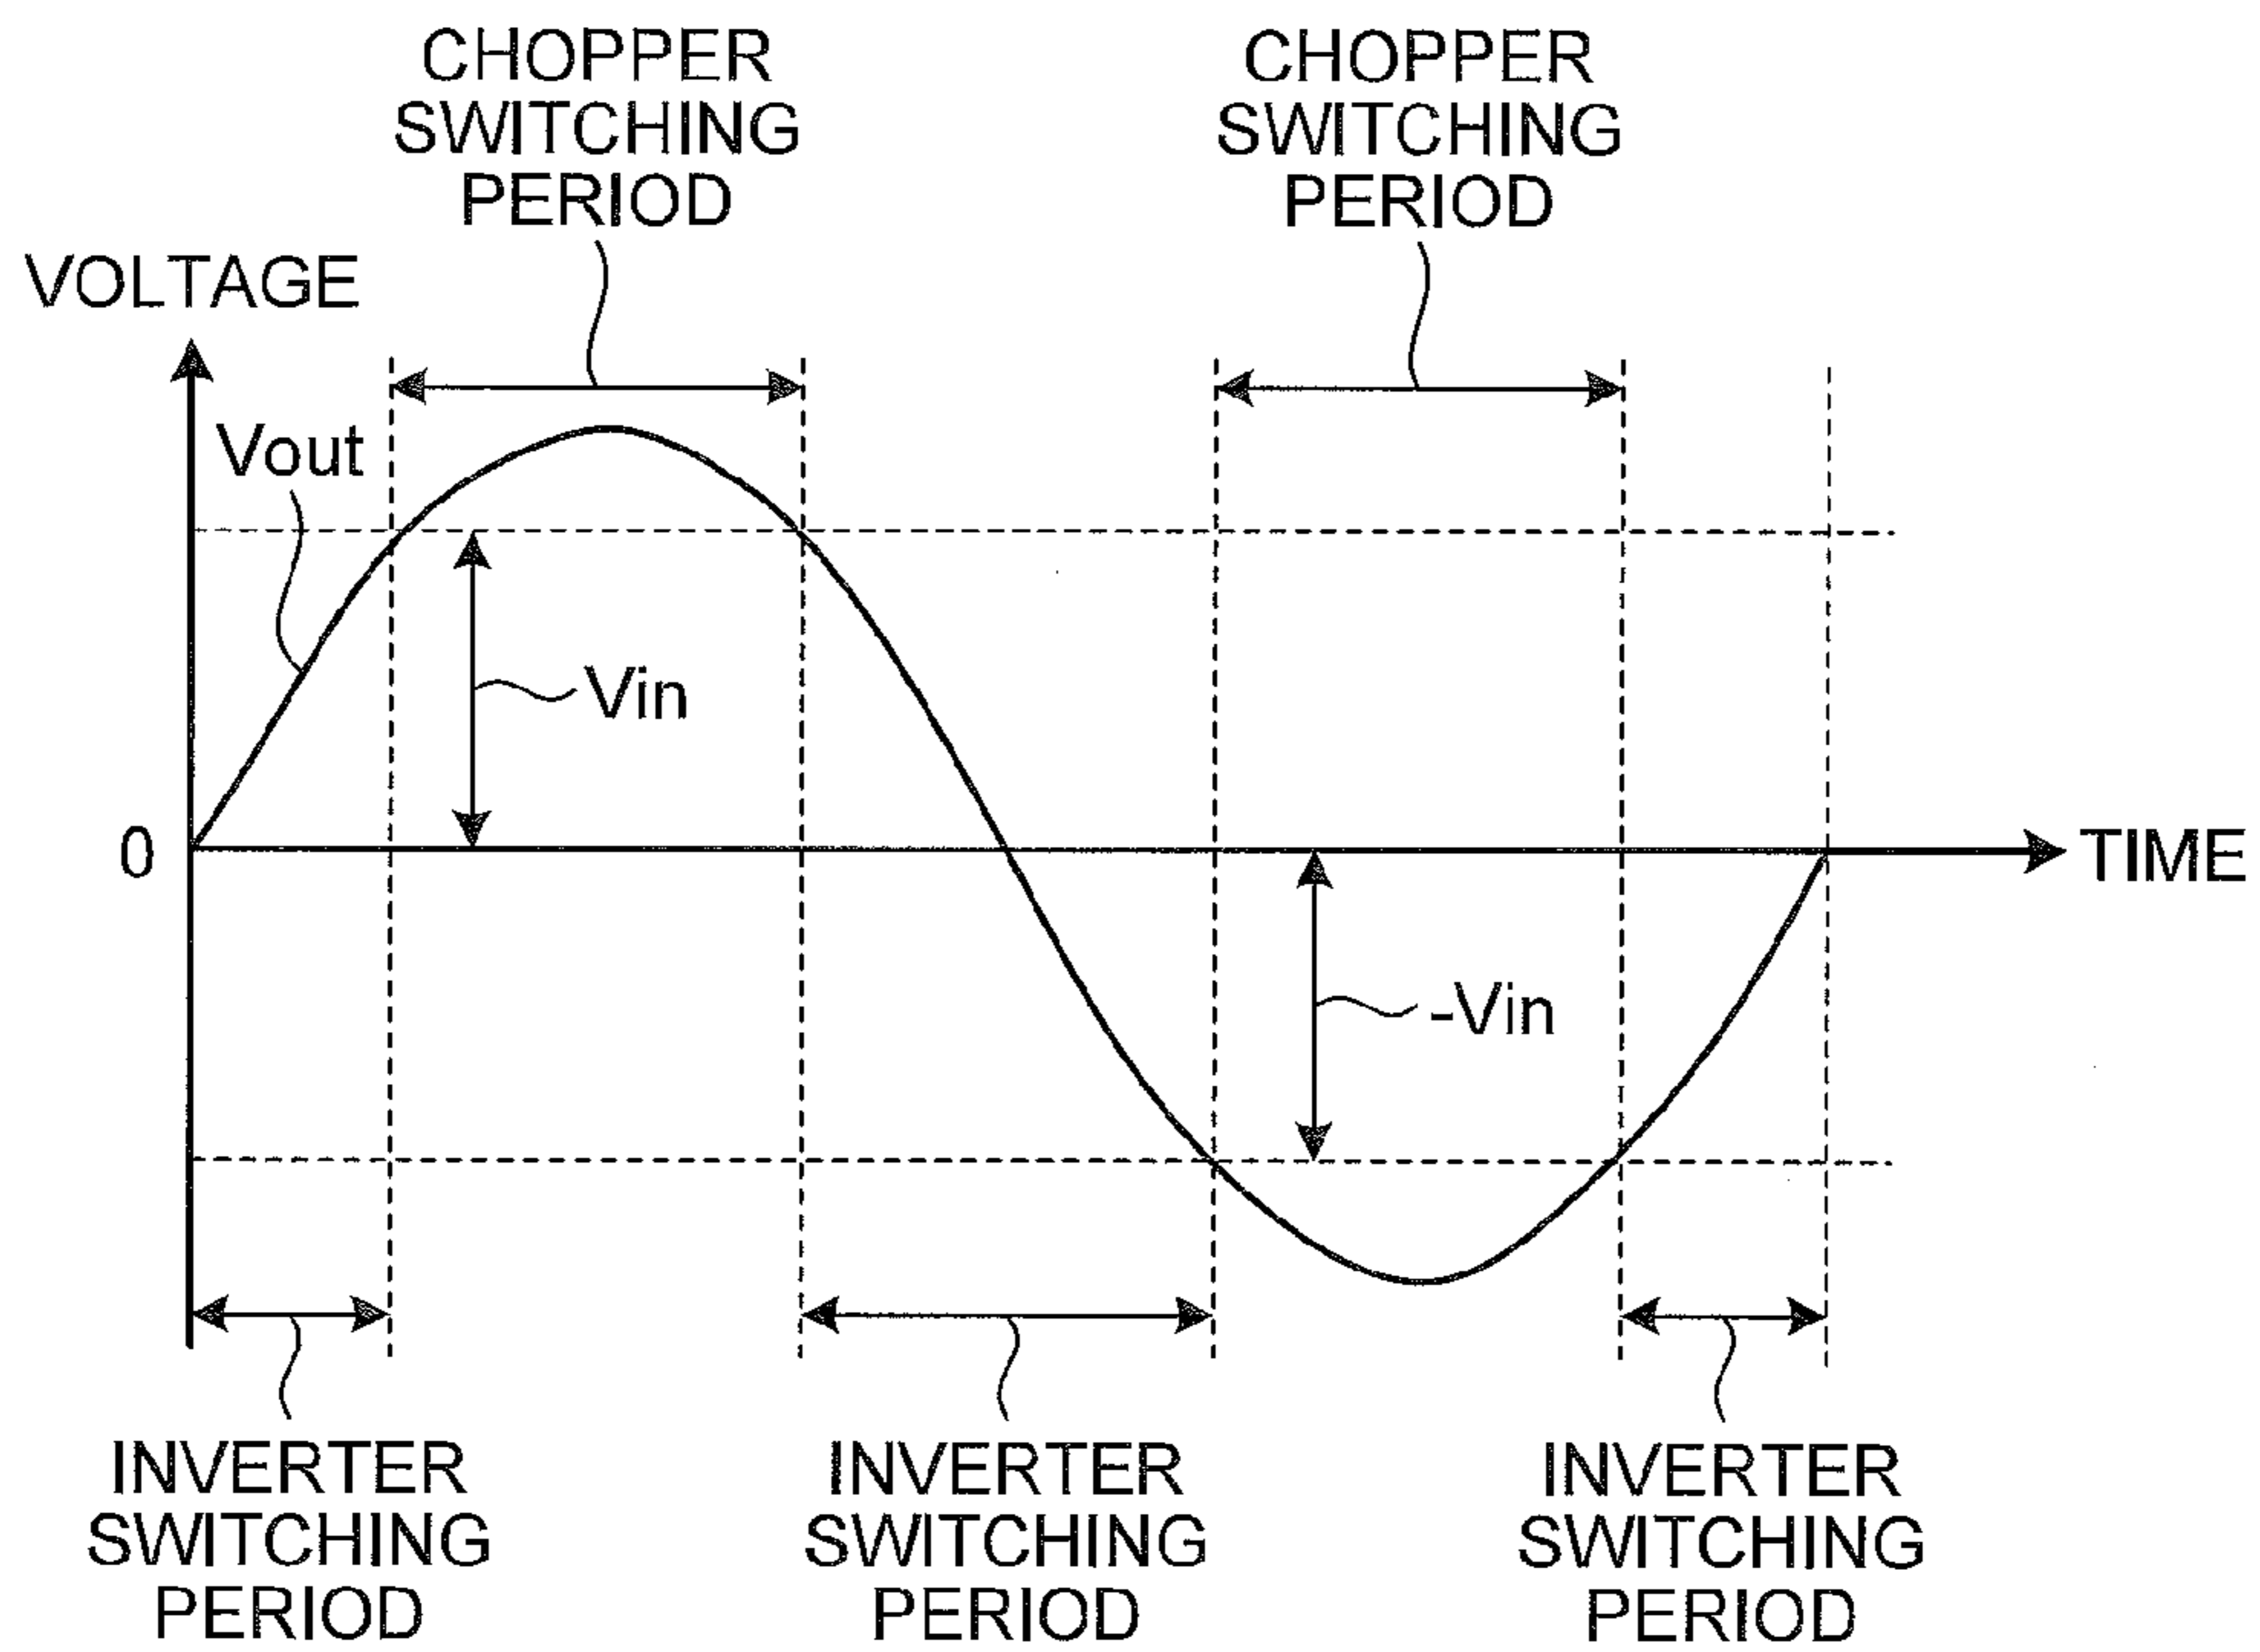 CHOPPER
SWITCHING
PERIOD
CHOPPER
SWITCHING
PERIOD
VOLTAGE
Vout
Vin
0
TIME
-Vin
INVERTER
SWITCHING
PERIOD
INVERTER
SWITCHING
PERIOD
INVERTER
SWITCHING
PERIOD